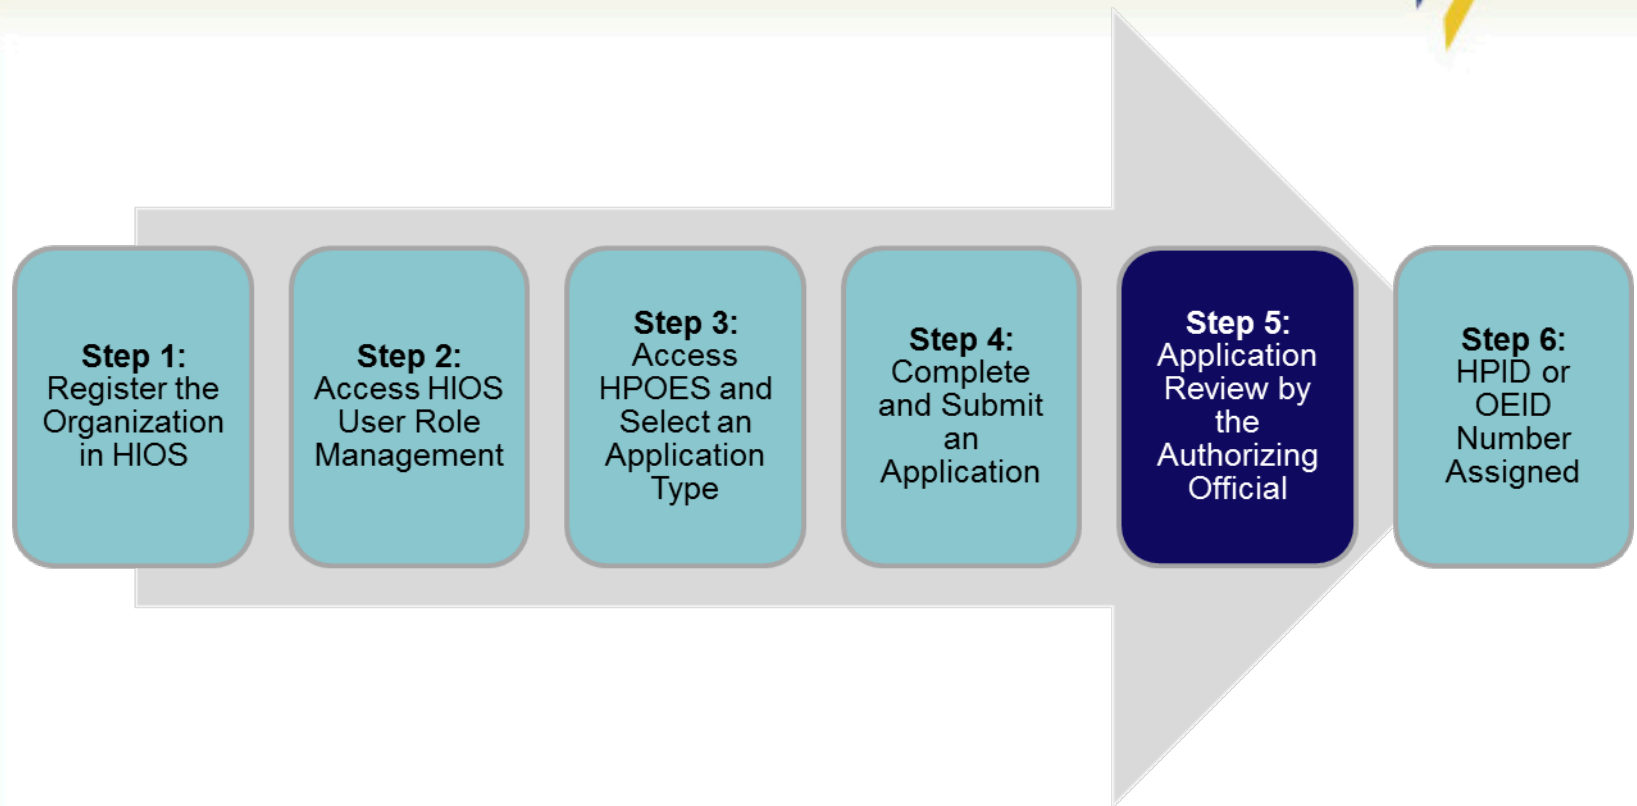 Step 1:
Register the
Organization
in HIOS
Step 2:
Access HIOS
User Role
Management
Step 3:
Access
HPOES and
Select an
Application
Type
Step 4:
Complete
and Submit
an
Application
Step 5:
Application
Review by
the
Authorizing
Official
Step 6:
HPID or
OEID
Number
Assigned